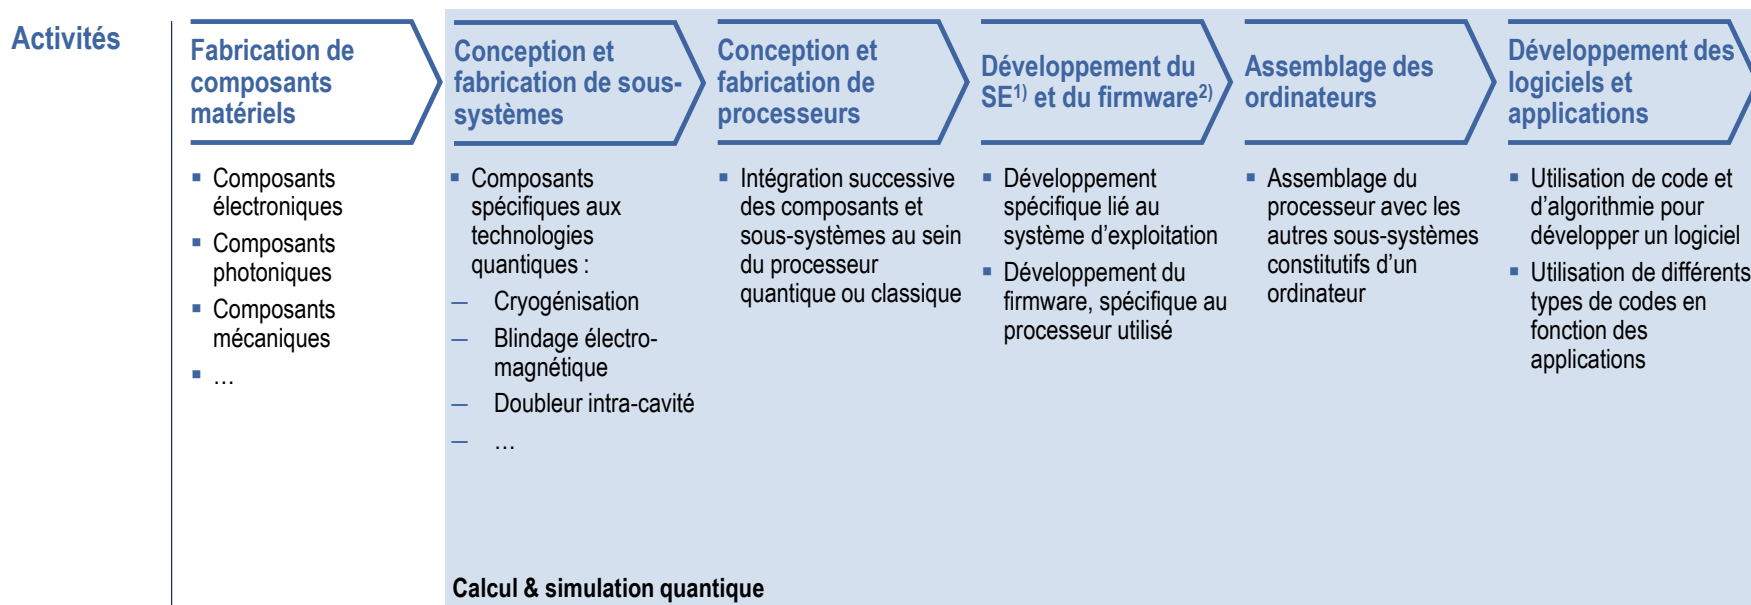 Activités
Fabrication de
composants
matériels
Conception et
fabrication de sous-
systèmes
Conception et
fabrication de
processeurs
Développement du
SE1) et du firmware2)
Assemblage des
ordinateurs
Développement des
logiciels et
applications
▪ Composants
électroniques
▪ Composants
photoniques
▪ Composants
mécaniques
▪ …
▪ Composants
spécifiques aux
technologies
quantiques :
— Cryogénisation
— Blindage électro-
magnétique
— Doubleur intra-cavité
— …
▪ Intégration successive
des composants et
sous-systèmes au sein
du processeur
quantique ou classique
▪ Développement
spécifique lié au
système d’exploitation
▪ Développement du
firmware, spécifique au
processeur utilisé
▪ Assemblage du
processeur avec les
autres sous-systèmes
constitutifs d’un
ordinateur
▪ Utilisation de code et
d’algorithmie pour
développer un logiciel
▪ Utilisation de différents
types de codes en
fonction des
applications
Calcul & simulation quantique